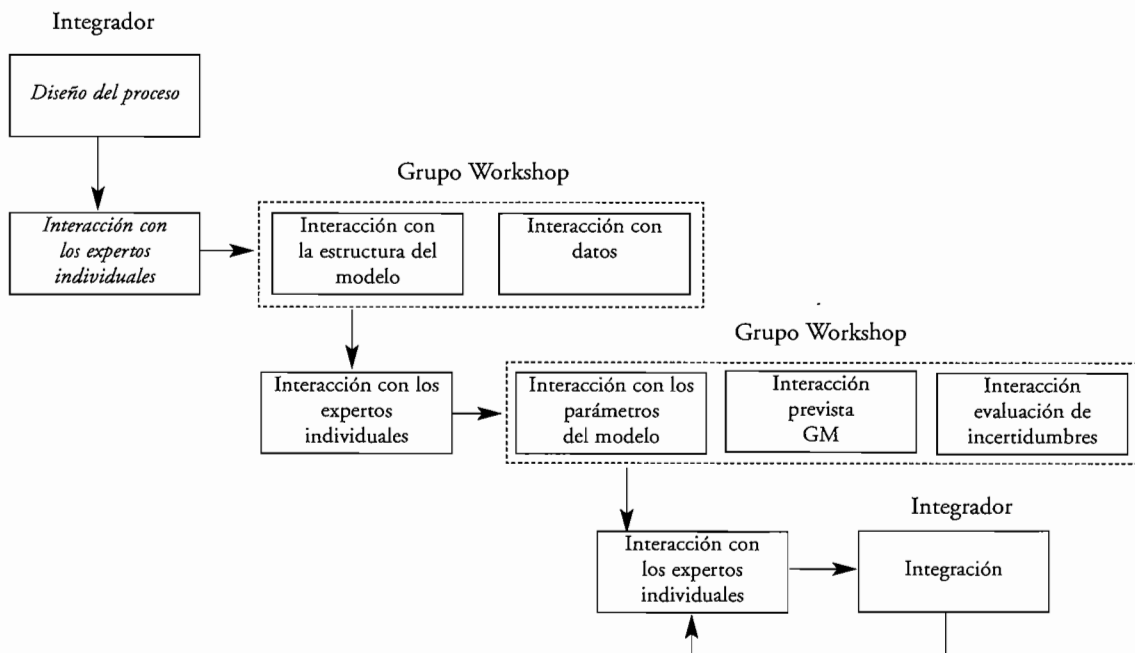 Integrador
Diseño del proceso
Grupo Workshop
Interacción con
los expertos
individuales
Interacción con
la estructura del
modelo
Interacción con
datos
Grupo Workshop
Interacción con los
expertos
individuales
Interacción con los
parámetros
del modelo
Interacción
prevista
GM
Interacción
evaluación de
incertidumbres
Integrador
Interacción con
los expertos
individuales
Integración